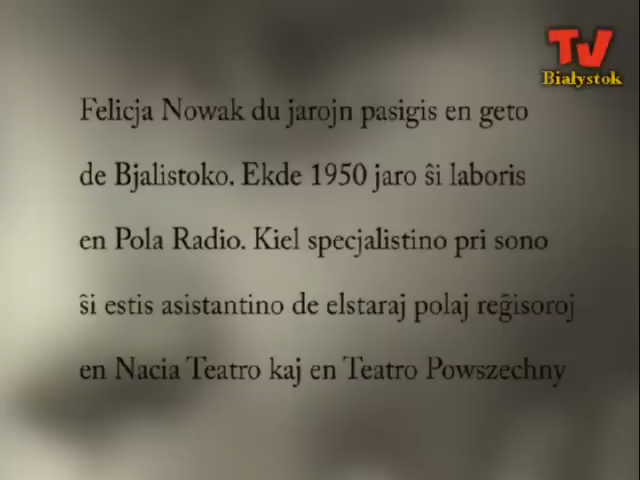 TV
Białystok
Felicja Nowak du jarojn pasigis en geto
de Bjalistoko. Ekde 1950 jaro ŝi laboris
en Pola Radio. Kiel specjalistino pri sono
ŝi estis asistantino de elstaraj polaj reĝisoroj
en Nacia Teatro kaj en Teatro Powszechny